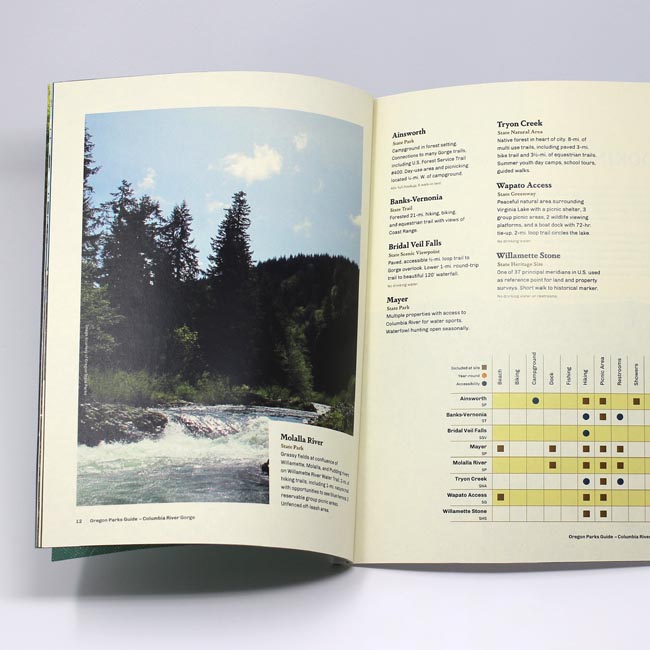 Molalla River
State Park
Grassy fields at confluence of
Willamette, Molalla, and Pudding rivers
on Willamette River Water Trail. 2-mi. of
hiking trails, including 1-mi. nature trail
with opportunities to see blue herons. 2
reservable group picnic areas.
Unfenced off-leash area.
12 Oregon Parks Guide – Columbia River Gorge
Ainsworth
State Park
Campground in forest setting.
Connections to many Gorge trails,
including U.S. Forest Service Trail
#400. Day-use area and picnicking
located ½-mi. W. of campground.
Banks-Vernonia
State Trail
Forested 21-mi. hiking, biking,
and equestrian trail with views of
Coast Range.
Bridal Veil Falls
State Scenic Viewpoint
Paved, accessible ½-mi. loop trail to
Gorge overlook. Lower 1-mi. round-trip
trail to beautiful 120' waterfall.
No drinking water.
Mayer
State Park
Multiple properties with access to
Columbia River for water sports.
Waterfowl hunting open seasonally.
Tryon Creek
State Natural Area
Native forest in heart of city. 8-mi. of
multi use trails, including paved 3-mi.
bike trail and 3½-mi. of equestrian trails.
Summer youth day camps, school tours,
guided walks.
Wapato Access
State Greenway
Peaceful natural area surrounding
Virginia Lake with a picnic shelter, 3
group picnic areas, 2 wildlife viewing
platforms, and a boat dock with 72-hr.
tie-up. 2-mi. loop trail circles the lake.
No drinking water.
Willamette Stone
State Heritage Site
One of 37 principal meridians in U.S. used
as reference point for land and property
surveys. Short walk to historical marker.
No drinking water or restrooms.
Included at site
Year-round
Accessibility
Beach
Biking
Campground
Dock
Fishing
Hiking
Picnic Area
Restrooms
Showers
Ainsworth
SP
Banks-Vernonia
ST
Bridal Veil Falls
SSV
Mayer
SP
Molalla River
SP
Tryon Creek
SNA
Wapato Access
SG
Willamette Stone
SHS
Oregon Parks Guide – Columbia River